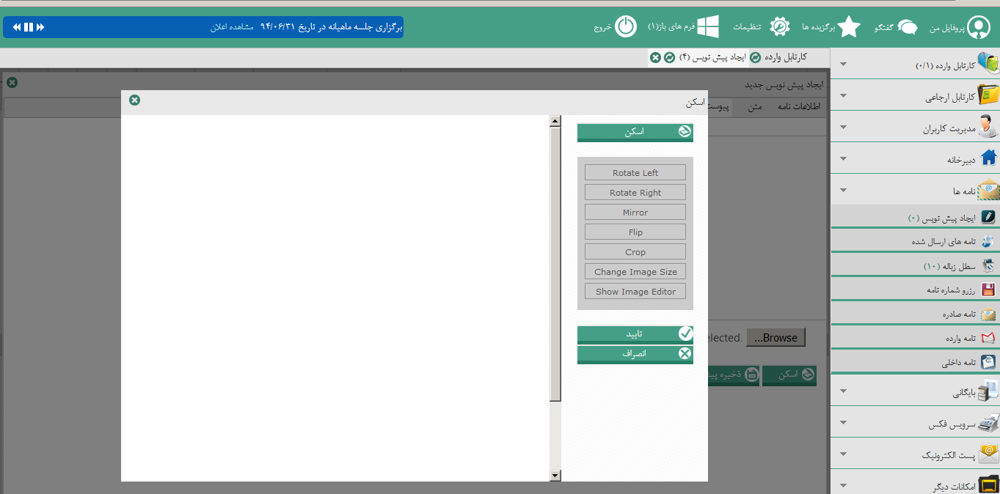 پروفایل من
گفتگو
برگزیده ها
تنظیمات
فرم های باز(۱)
خروج
برگزاری جلسه ماهیانه در تاریخ ۹۴/۰۶/۳۱ مشاهده اعلان
کارتابل وارده
ایجاد پیش نویس (۴)
کارتابل وارده (۰/۱)
کارتابل ارجاعی
مدیریت کاربران
دبیرخانه
نامه ها
ایجاد پیش نویس (۰)
نامه های ارسال شده
سطل زباله (۱۰)
رزرو شماره نامه
نامه صادره
نامه وارده
نامه داخلی
بایگانی
سرویس فکس
پست الکترونیک
امکانات دیگر
ایجاد پیش نویس جدید
اطلاعات نامه
متن
پیوست
اسکن
اسکن
Rotate Left
Rotate Right
Mirror
Flip
Crop
Change Image Size
Show Image Editor
تایید
انصراف
elected.
Browse...
اسکن
ذخیره پیش